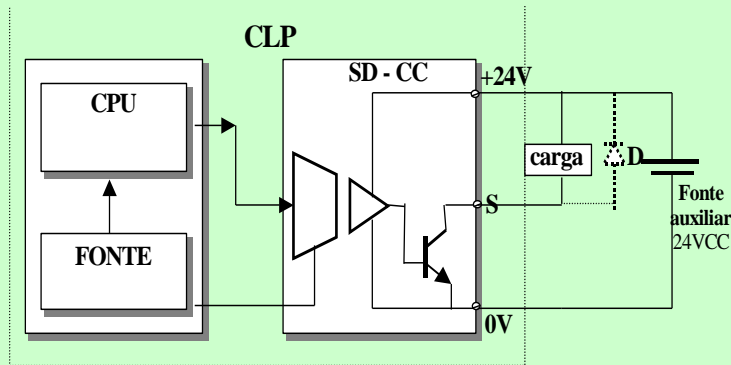 CLP
SD - CC
+24V
CPU
carga
D
S
Fonte
auxiliar
24VCC
FONTE
0V